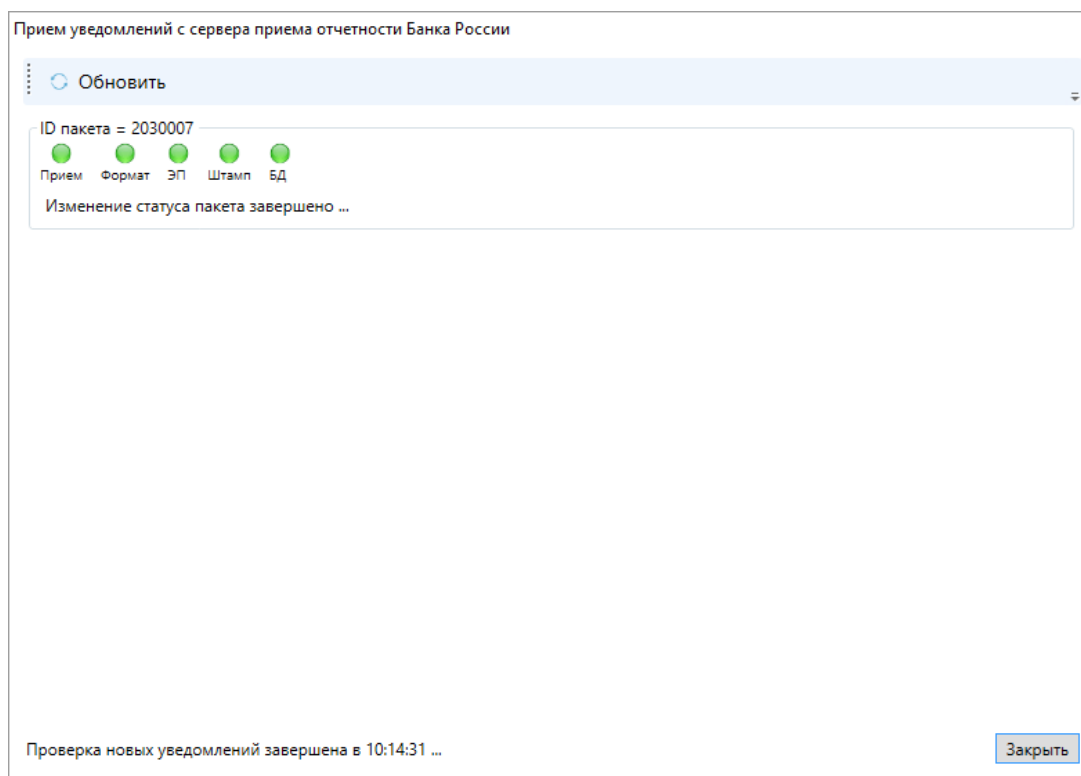 Прием уведомлений с сервера приема отчетности Банка России
Обновить
ID пакета = 2030007
Прием Формат ЭП Штамп БД
Изменение статуса пакета завершено ...
Проверка новых уведомлений завершена в 10:14:31 ...
Закрыть